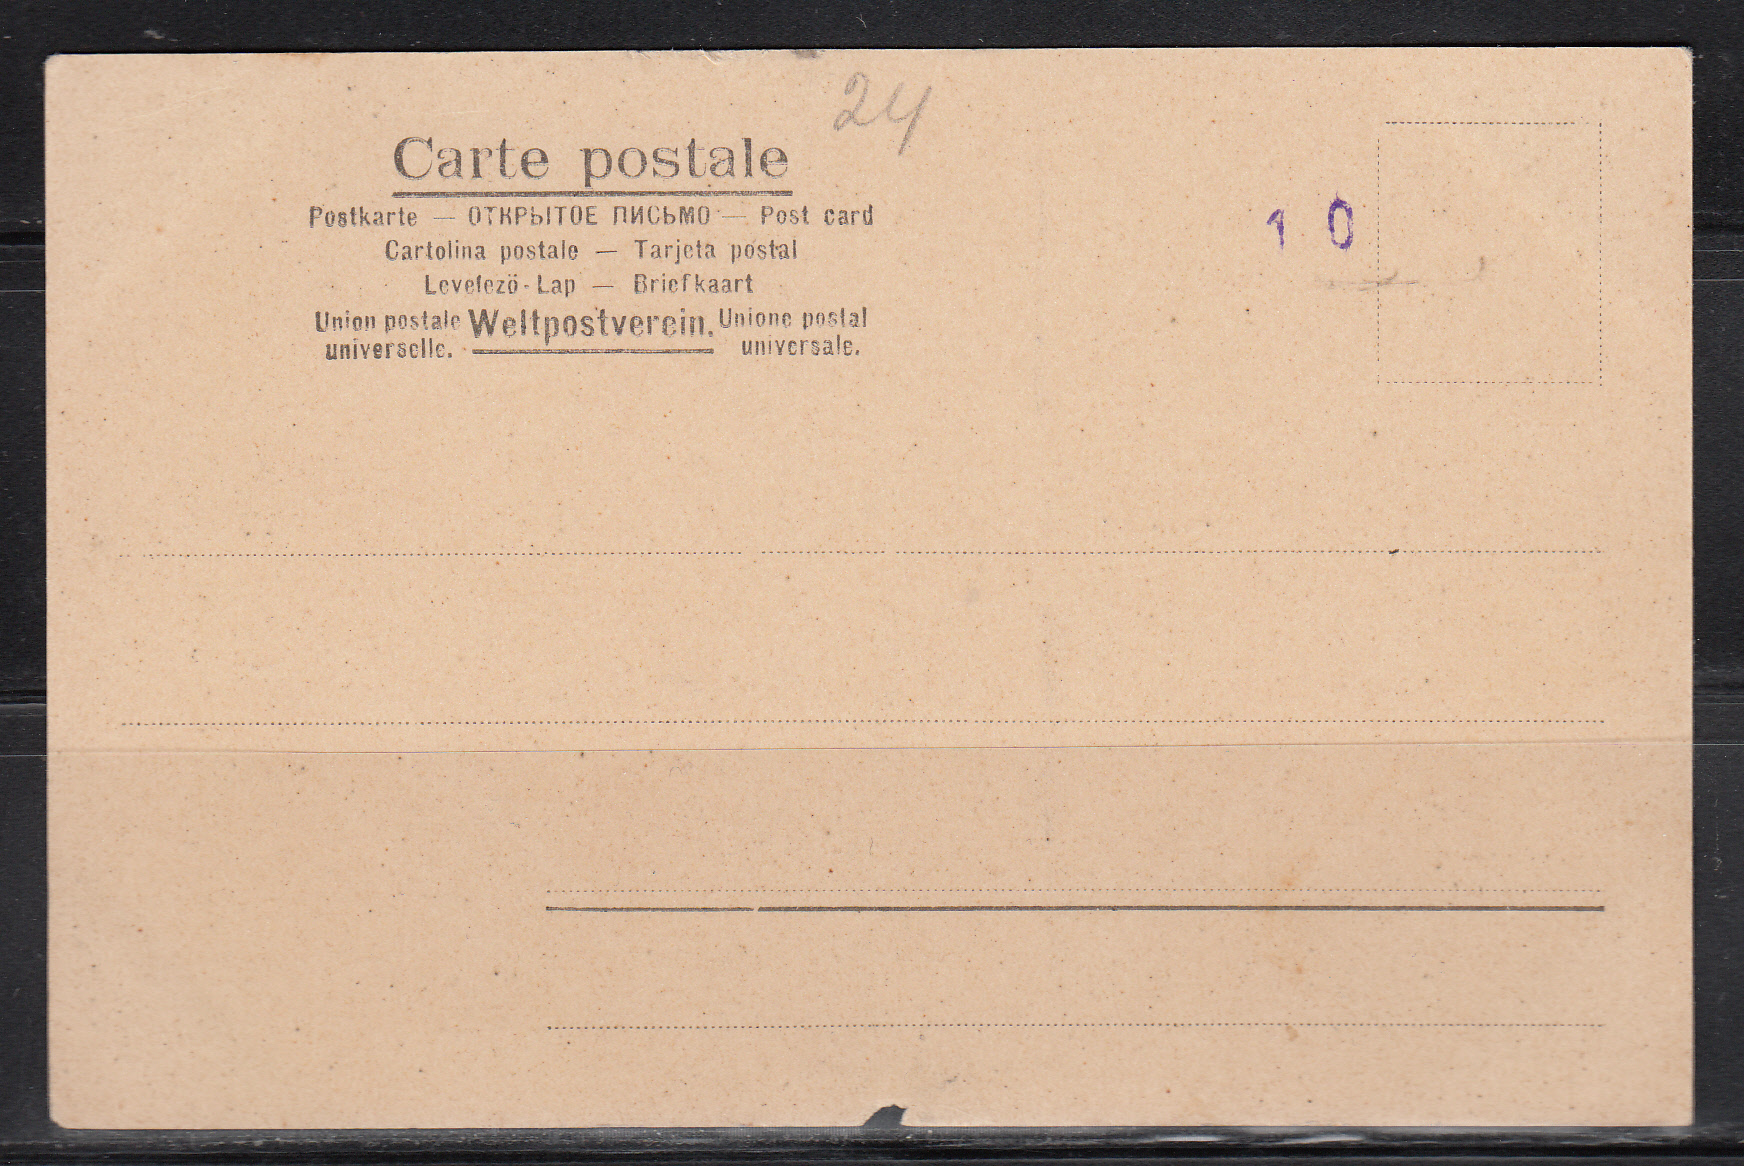 24
Carte postale
Postkarte — ОТКРЫТОЕ ПИСЬМО — Post card
Cartolina postale — Tarjeta postal
Levelezö-Lap — Briefkaart
Union postale universelle. Weltpostverein. Unione postal universale.
10